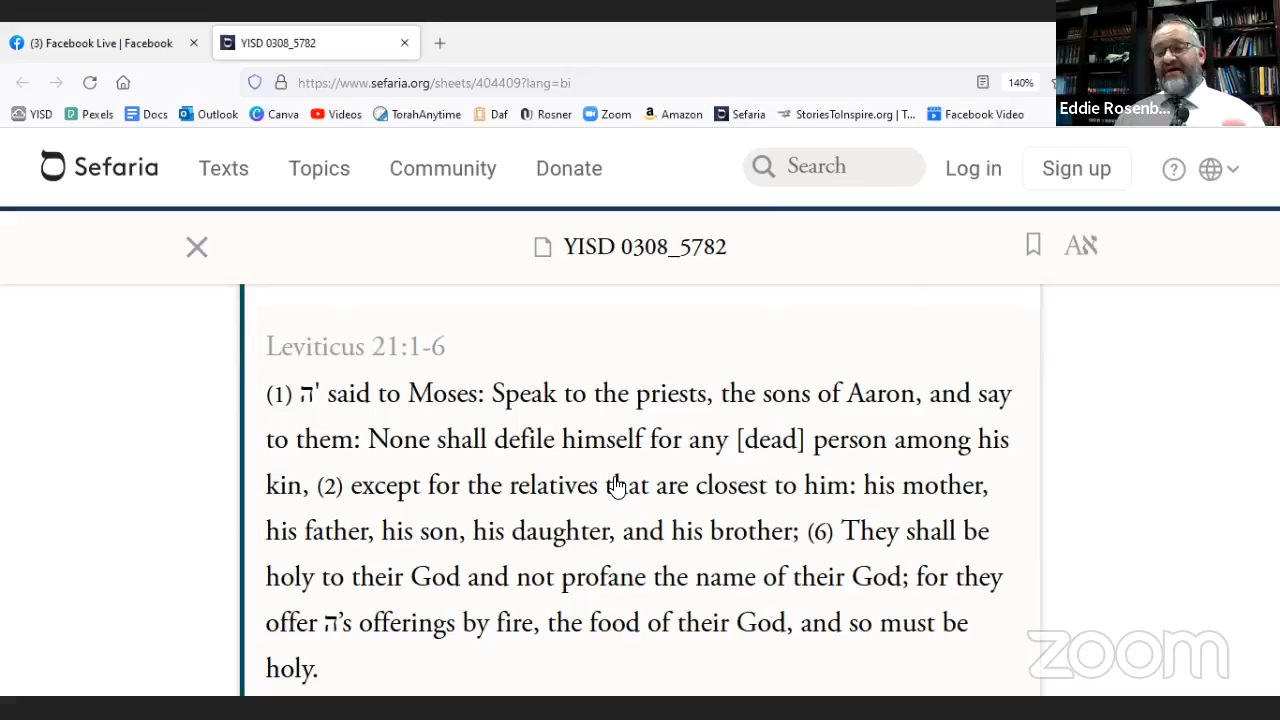 (3) Facebook Live | Facebook
YISD 0308_5782
https://www.sefaria.org/sheets/404409?lang=bi
140%
YISD Pexels Docs Outlook Canva Videos TorahAnytime Daf Rosner Zoom Amazon Sefaria StoriesToInspire.org | T... Facebook Video
Eddie Rosenb...
Sefaria Texts Topics Community Donate Search Log in Sign up
YISD 0308_5782
Aא
Leviticus 21:1-6
(1) ה' said to Moses: Speak to the priests, the sons of Aaron, and say
to them: None shall defile himself for any [dead] person among his
kin, (2) except for the relatives that are closest to him: his mother,
his father, his son, his daughter, and his brother; (6) They shall be
holy to their God and not profane the name of their God; for they
offer ה’s offerings by fire, the food of their God, and so must be
holy.
zoom